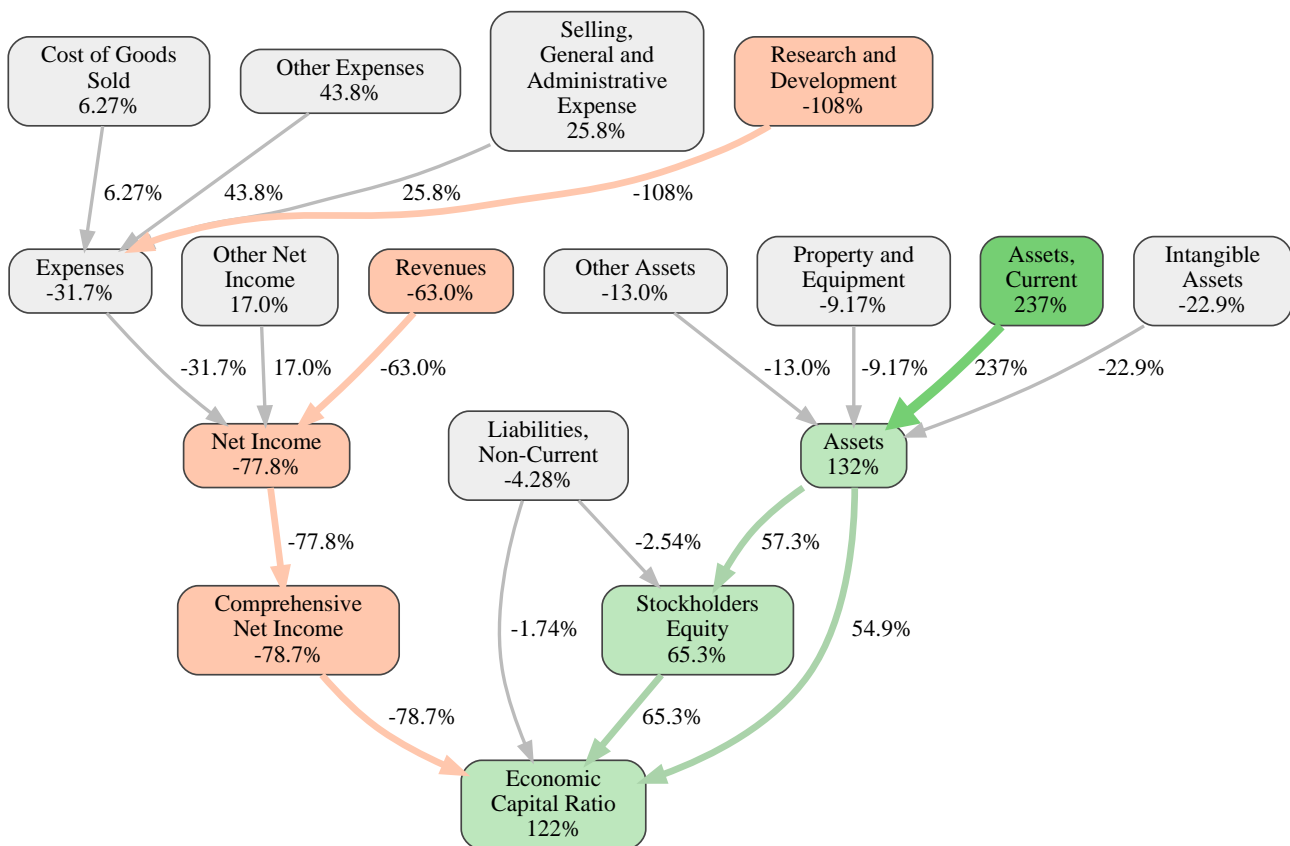 Cost of Goods
Sold
6.27%
Other Expenses
43.8%
Selling,
General and
Administrative
Expense
25.8%
Research and
Development
-108%
6.27%
43.8%
25.8%
-108%
Expenses
-31.7%
Other Net
Income
17.0%
Revenues
-63.0%
Other Assets
-13.0%
Property and
Equipment
-9.17%
Assets,
Current
237%
Intangible
Assets
-22.9%
-31.7%
17.0%
-63.0%
-13.0%
-9.17%
237%
-22.9%
Net Income
-77.8%
Liabilities,
Non-Current
-4.28%
Assets
132%
-77.8%
-2.54%
57.3%
Comprehensive
Net Income
-78.7%
-1.74%
Stockholders
Equity
65.3%
54.9%
-78.7%
65.3%
Economic
Capital Ratio
122%